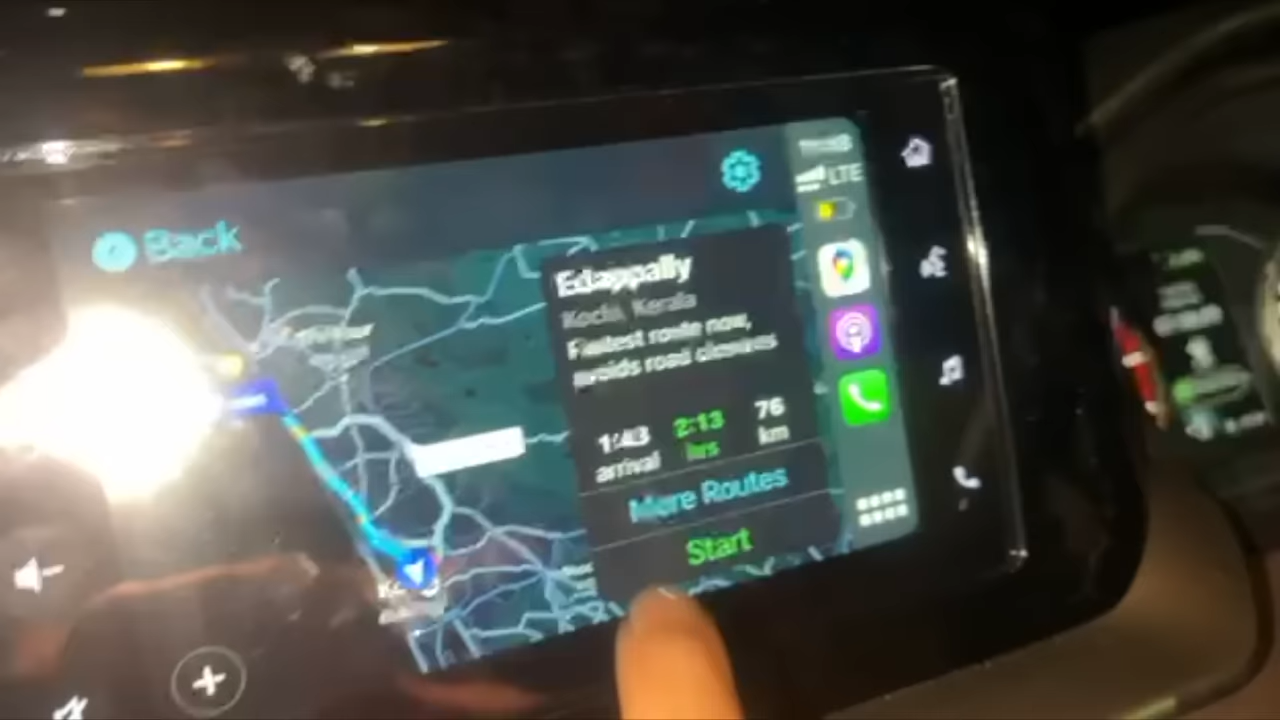 Back
LTE
Edappally
Kochi, Kerala
Fastest route now,
avoids road closures
1:43 2:13 76
arrival hrs km
More Routes
Start